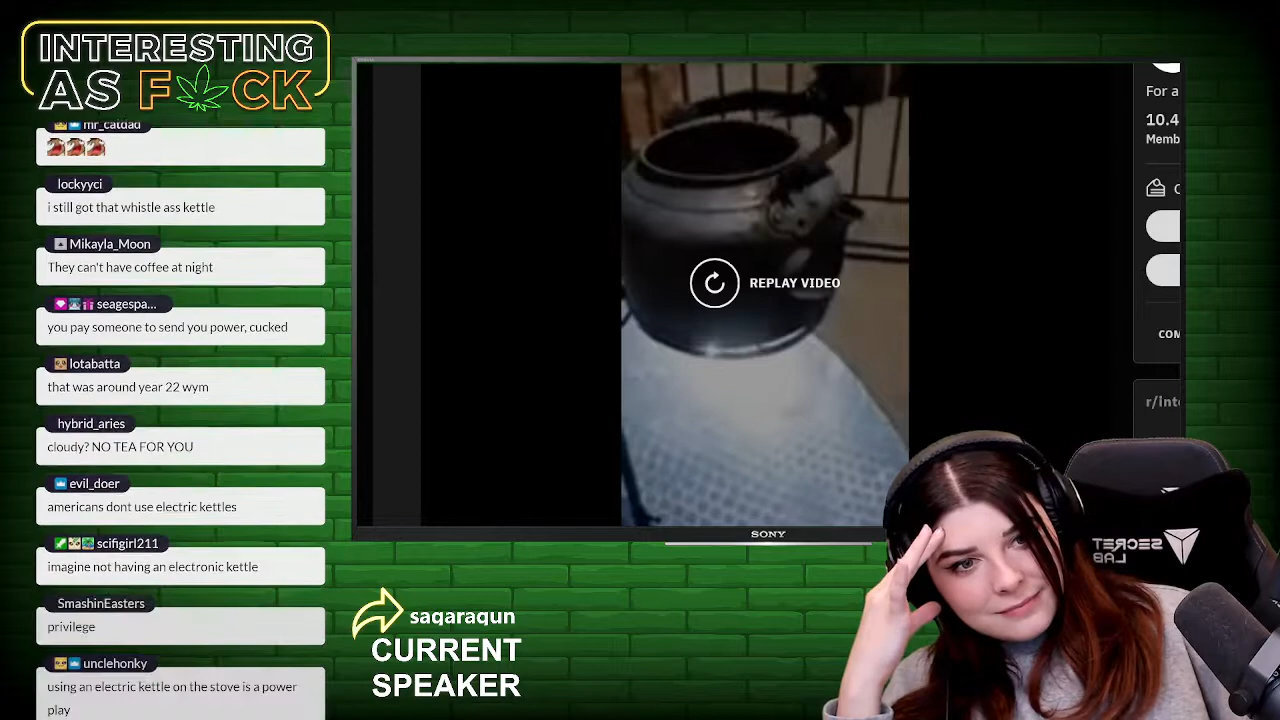 INTERESTING
AS F CK
mr_catdad
lockyyci
i still got that whistle ass kettle
Mikayla_Moon
They can't have coffee at night
seagespa...
you pay someone to send you power, cucked
lotabatta
that was around year 22 wym
hybrid_aries
cloudy? NO TEA FOR YOU
evil_doer
americans dont use electric kettles
scifigirl211
imagine not having an electronic kettle
SmashinEasters
privilege
unclehonky
using an electric kettle on the stove is a power
play
REPLAY VIDEO
For a
10.4
Memb
C
COM
r/Inte
SONY
saqaraqun
CURRENT
SPEAKER
SECRET
LAB